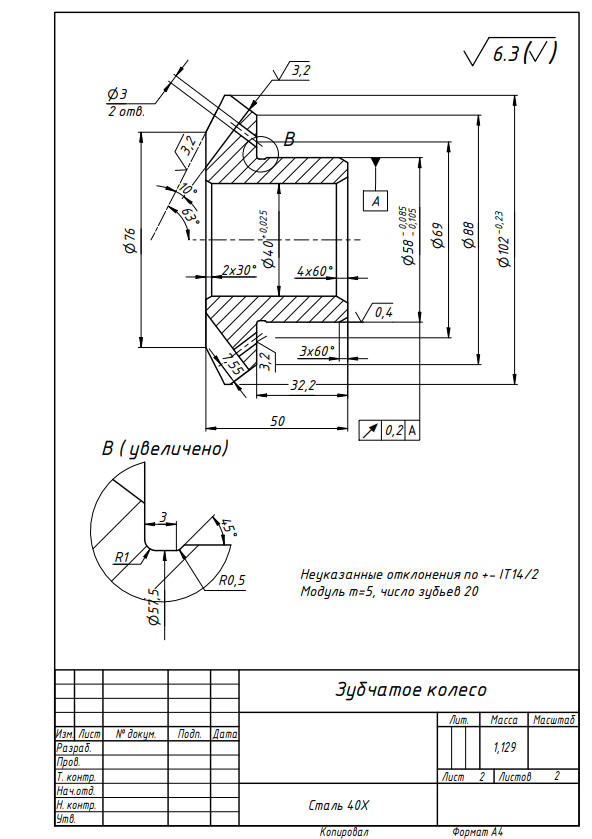 6.3 (√)
3,2
Ø3
2 отв.
B
3,2
10°
63°
А
Ø76
Ø40 +0,025
Ø58 -0,085 -0,105
Ø69
Ø88
Ø102 -0,23
2x30°
4x60°
0,4
7,55
3,2
3x60°
32,2
50
0,2 А
В (увеличено)
3
45°
R1
R0,5
Ø57,5
Неуказанные отклонения по +- IT14/2
Модуль m=5, число зубьев 20
Зубчатое колесо
Лит. Масса Масштаб
Изм. Лист № докум. Подп. Дата
Разраб. 1,129
Пров.
Т. контр. Лист 2 Листов 2
Нач.отд.
Н. контр. Сталь 40Х
Утв.
Копировал Формат А4